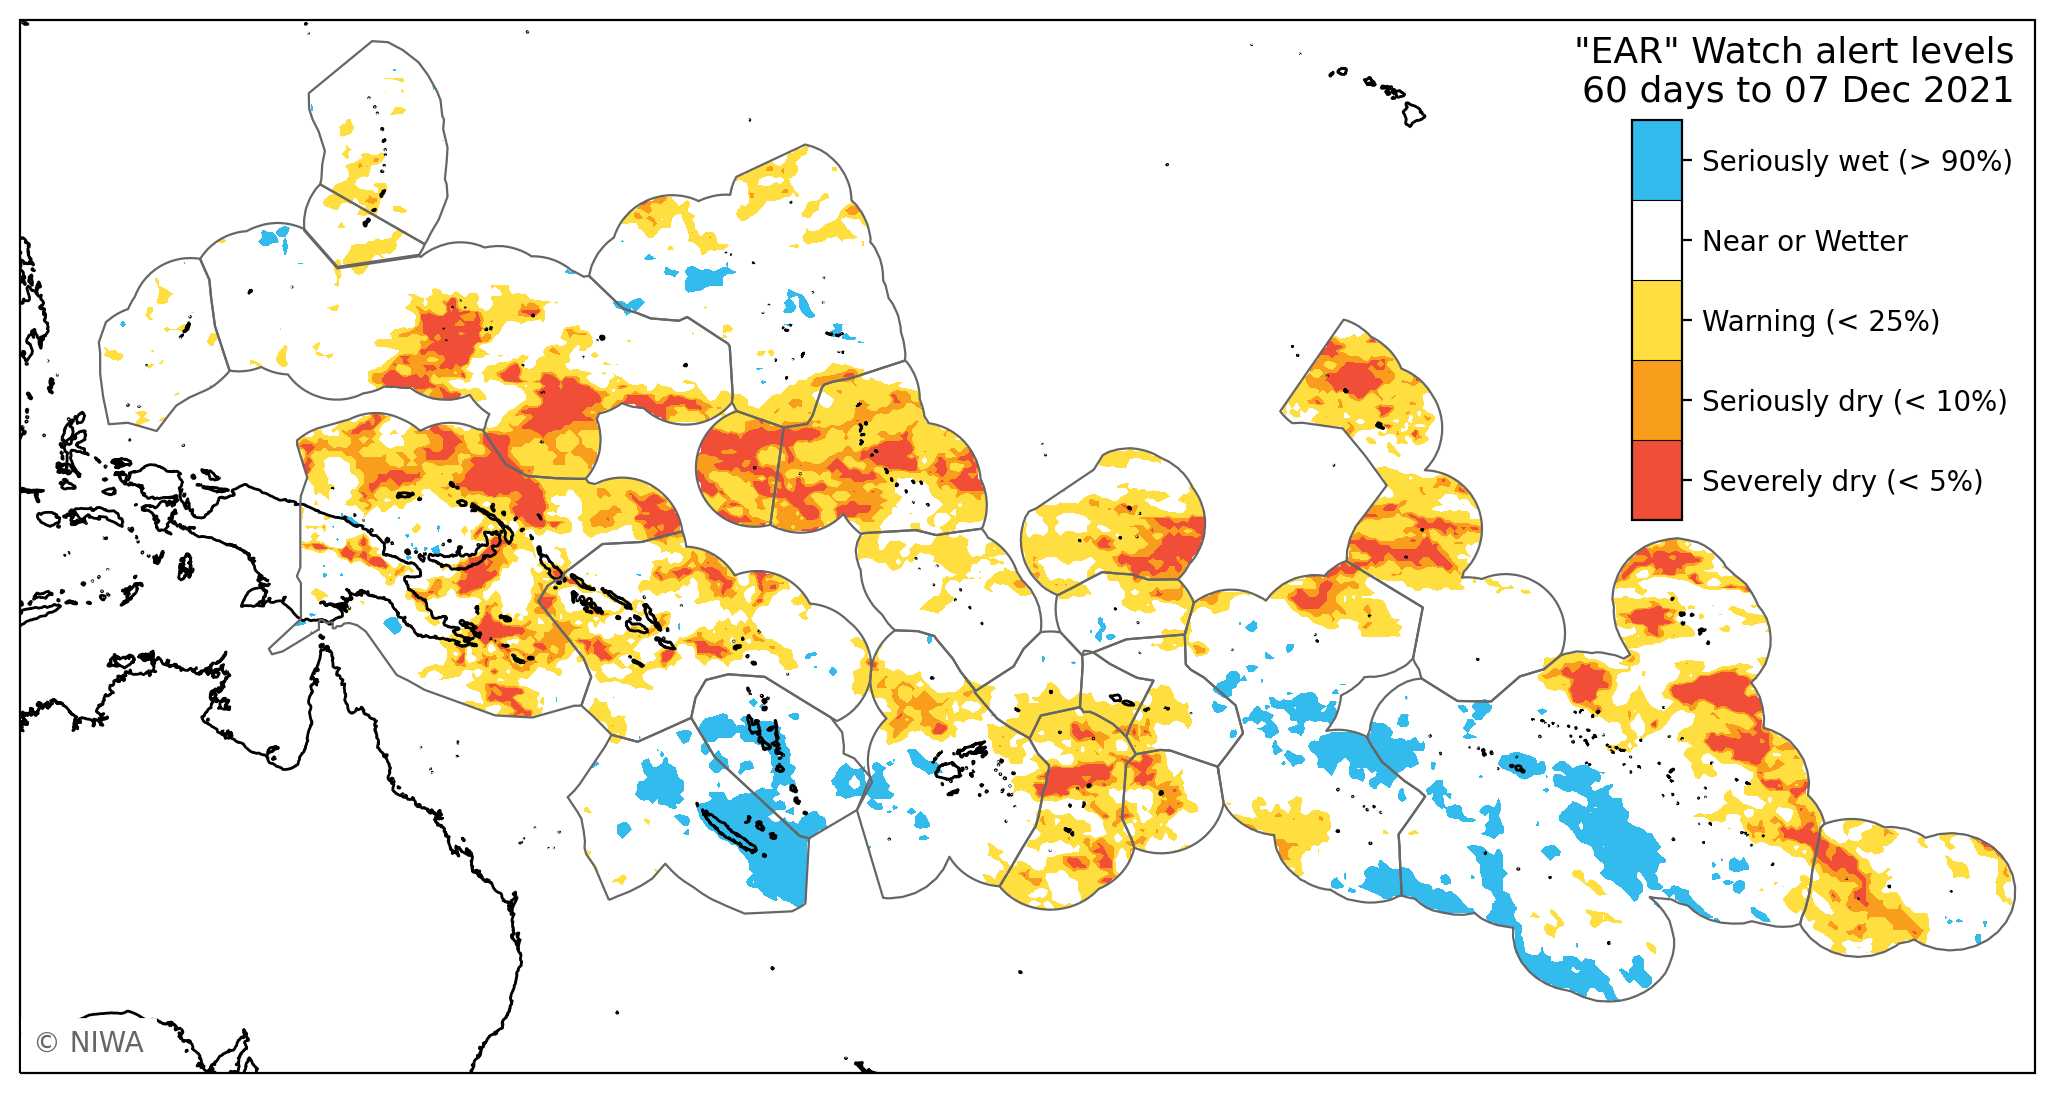 "EAR" Watch alert levels
60 days to 07 Dec 2021
Seriously wet (> 90%)
Near or Wetter
Warning (< 25%)
Seriously dry (< 10%)
Severely dry (< 5%)
© NIWA